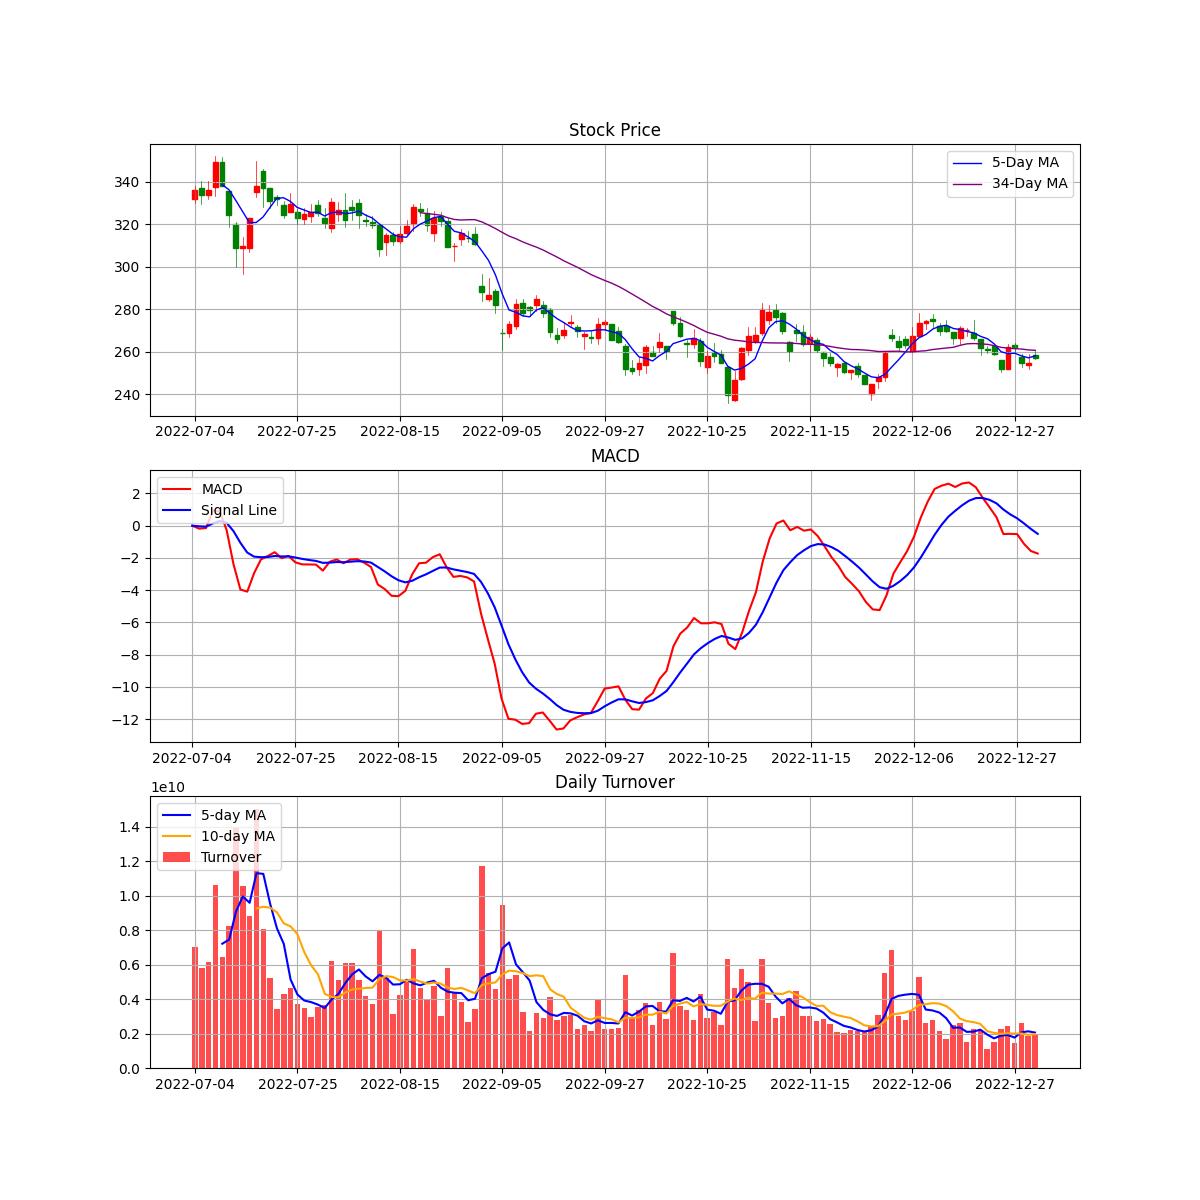 Stock Price
5-Day MA
34-Day MA
340
320
300
280
260
240
2022-07-04 2022-07-25 2022-08-15 2022-09-05 2022-09-27 2022-10-25 2022-11-15 2022-12-06 2022-12-27
MACD
MACD
Signal Line
2
0
−2
−4
−6
−8
−10
−12
2022-07-04 2022-07-25 2022-08-15 2022-09-05 2022-09-27 2022-10-25 2022-11-15 2022-12-06 2022-12-27
Daily Turnover
1e10
5-day MA
10-day MA
Turnover
1.4
1.2
1.0
0.8
0.6
0.4
0.2
0.0
2022-07-04 2022-07-25 2022-08-15 2022-09-05 2022-09-27 2022-10-25 2022-11-15 2022-12-06 2022-12-27